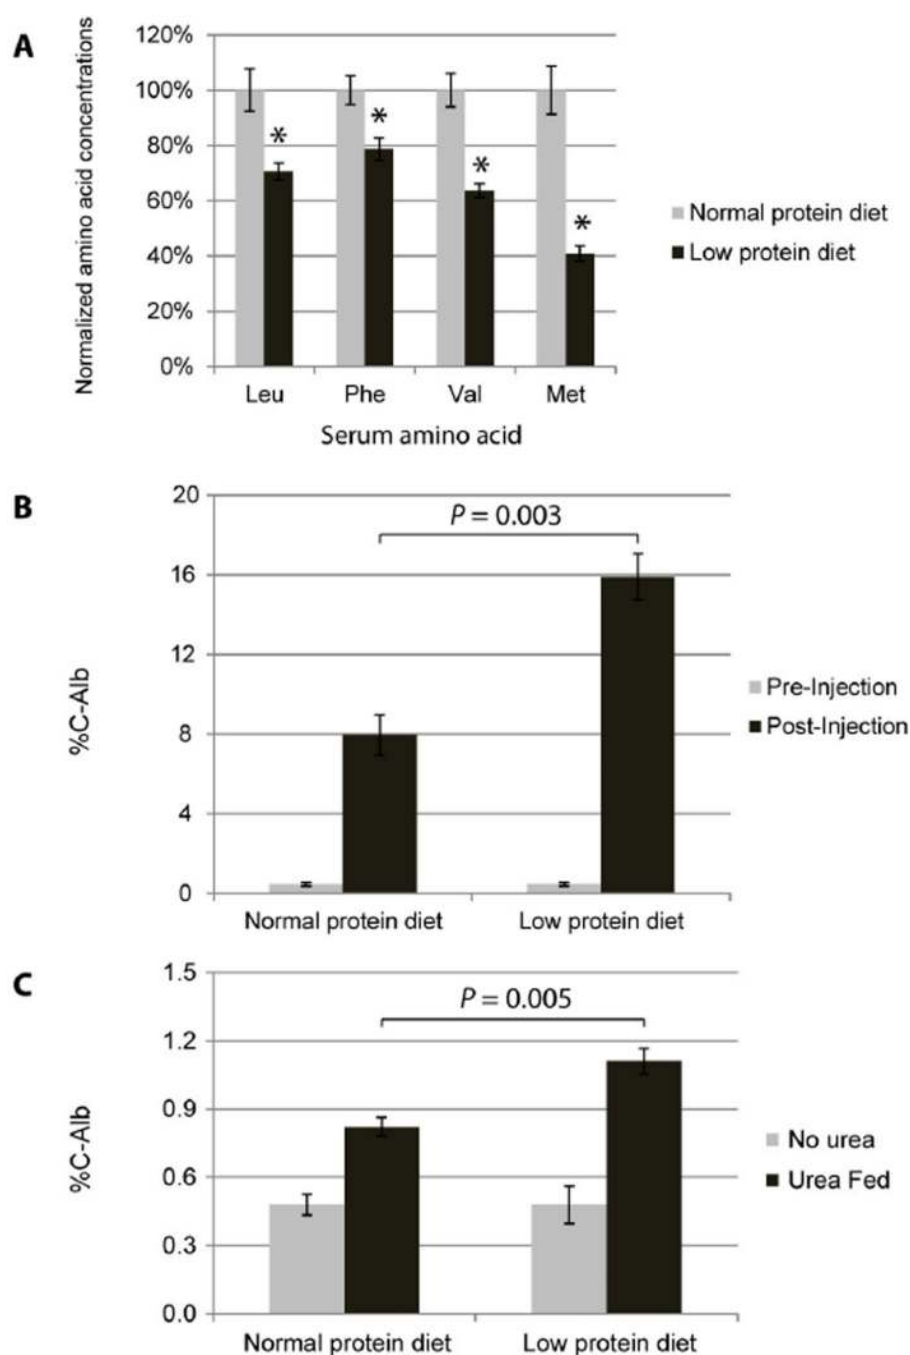 A
Normalized amino acid concentrations
120%
100%
80%
60%
40%
20%
0%
* * * *
Leu Phe Val Met
Serum amino acid
Normal protein diet
Low protein diet
B
%C-Alb
20
16
12
8
4
0
P = 0.003
Normal protein diet Low protein diet
Pre-Injection
Post-Injection
C
%C-Alb
1.5
1.2
0.9
0.6
0.3
0.0
P = 0.005
Normal protein diet Low protein diet
No urea
Urea Fed